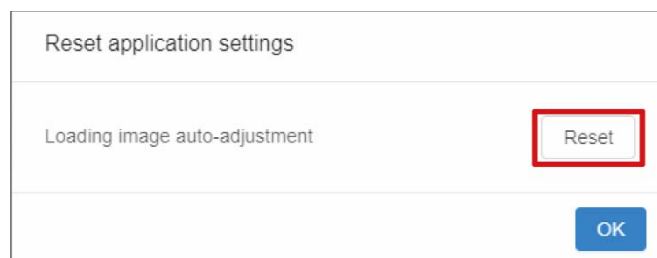 Reset application settings
Loading image auto-adjustment
Reset
OK